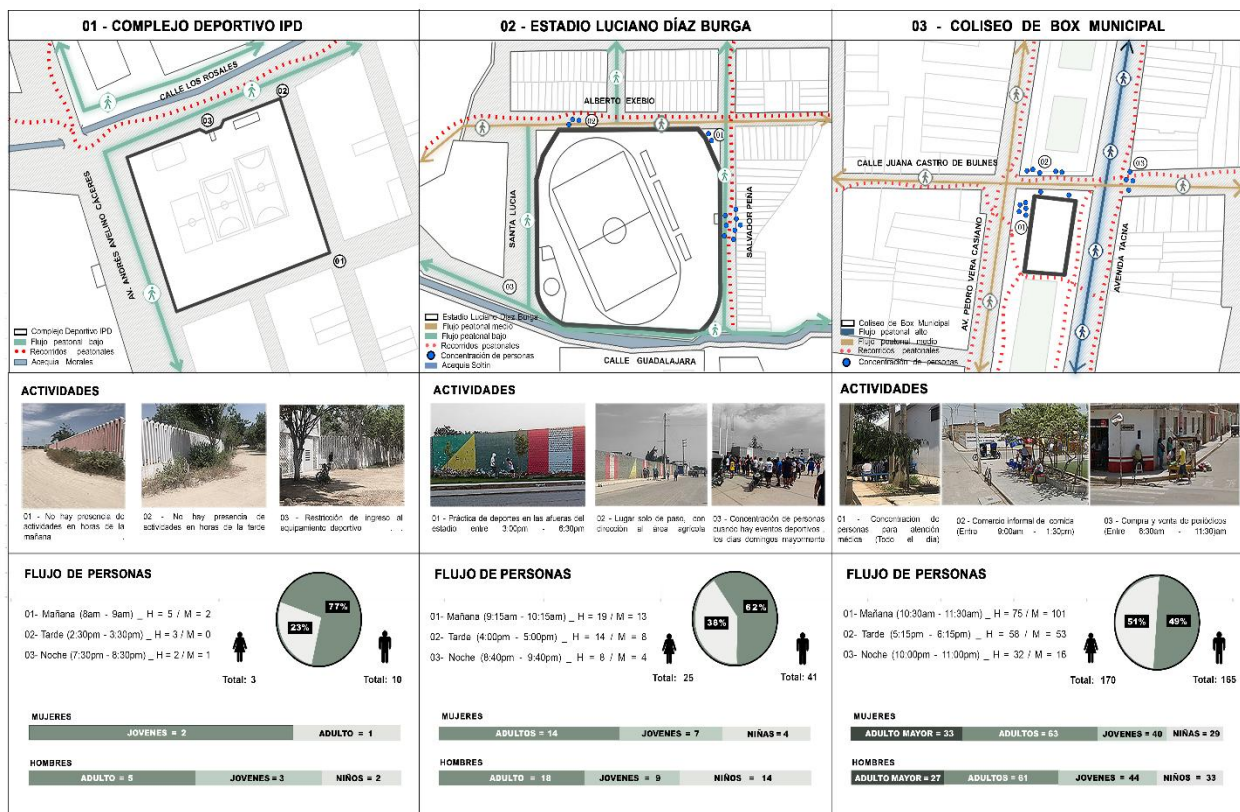 01 - COMPLEJO DEPORTIVO IPD
CALLE LOS ROSALES
02
03
AV. ANDRÉS AVELINO CÁCERES
01
Complejo Deportivo IPD
Flujo peatonal bajo
Recorridos peatonales
Acequia Morales
02 - ESTADIO LUCIANO DÍAZ BURGA
ALBERTO EXEBIO
02
01
SANTA LUCIA
SALVADOR PEÑA
03
CALLE GUADALAJARA
Estadio Luciano Díaz Burga
Flujo peatonal medio
Flujo peatonal bajo
Recorridos peatonales
Concentración de personas
Acequia Soltín
03 - COLISEO DE BOX MUNICIPAL
CALLE JUANA CASTRO DE BULNES
02
03
01
AV. PEDRO VERA CASIANO
AVENIDA TACNA
Coliseo de Box Municipal
Flujo peatonal alto
Flujo peatonal medio
Recorridos peatonales
Concentración de personas
ACTIVIDADES
01 - No hay presencia de
actividades en horas de la
mañana
02 - No hay presencia de
actividades en horas de la tarde
03 - Restricción de ingreso al
equipamiento deportivo
ACTIVIDADES
01 - Práctica de deportes en las afueras del
estadio entre 3:00pm - 6:30pm
02 - Lugar solo de paso, con
dirección al area agrícola
03 - Concentración de personas
cuando hay eventos deportivos
los días domingos mayormente
ACTIVIDADES
01 - Concentración de
personas para atención
médica (Todo el día)
02 - Comercio informal de comida
(Entre 9:00am - 1:30pm)
03 - Compra y venta de periódicos
(Entre 6:30am - 11:30)am
FLUJO DE PERSONAS
01- Mañana (8am - 9am) _ H = 5 / M = 2
02- Tarde (2:30pm - 3:30pm) _ H = 3 / M = 0
03- Noche (7:30pm - 8:30pm) _ H = 2 / M = 1
77%
23%
Total: 3
Total: 10
MUJERES
JOVENES = 2
ADULTO = 1
HOMBRES
ADULTO = 5
JOVENES = 3
NIÑOS = 2
FLUJO DE PERSONAS
01- Mañana (9:15am - 10:15am) _ H = 19 / M = 13
02- Tarde (4:00pm - 5:00pm) _ H = 14 / M = 8
03- Noche (8:40pm - 9:40pm) _ H = 8 / M = 4
62%
38%
Total: 25
Total: 41
MUJERES
ADULTOS = 14
JOVENES = 7
NIÑAS = 4
HOMBRES
ADULTO = 18
JOVENES = 9
NIÑOS = 14
FLUJO DE PERSONAS
01- Mañana (10:30am - 11:30am) _ H = 75 / M = 101
02- Tarde (5:15pm - 6:15pm) _ H = 58 / M = 53
03- Noche (10:00pm - 11:00pm) _ H = 32 / M = 16
51%
49%
Total: 170
Total: 165
MUJERES
ADULTO MAYOR = 33
ADULTOS = 63
JOVENES = 40
NIÑAS = 29
HOMBRES
ADULTO MAYOR = 27
ADULTOS = 61
JOVENES = 44
NIÑOS = 33